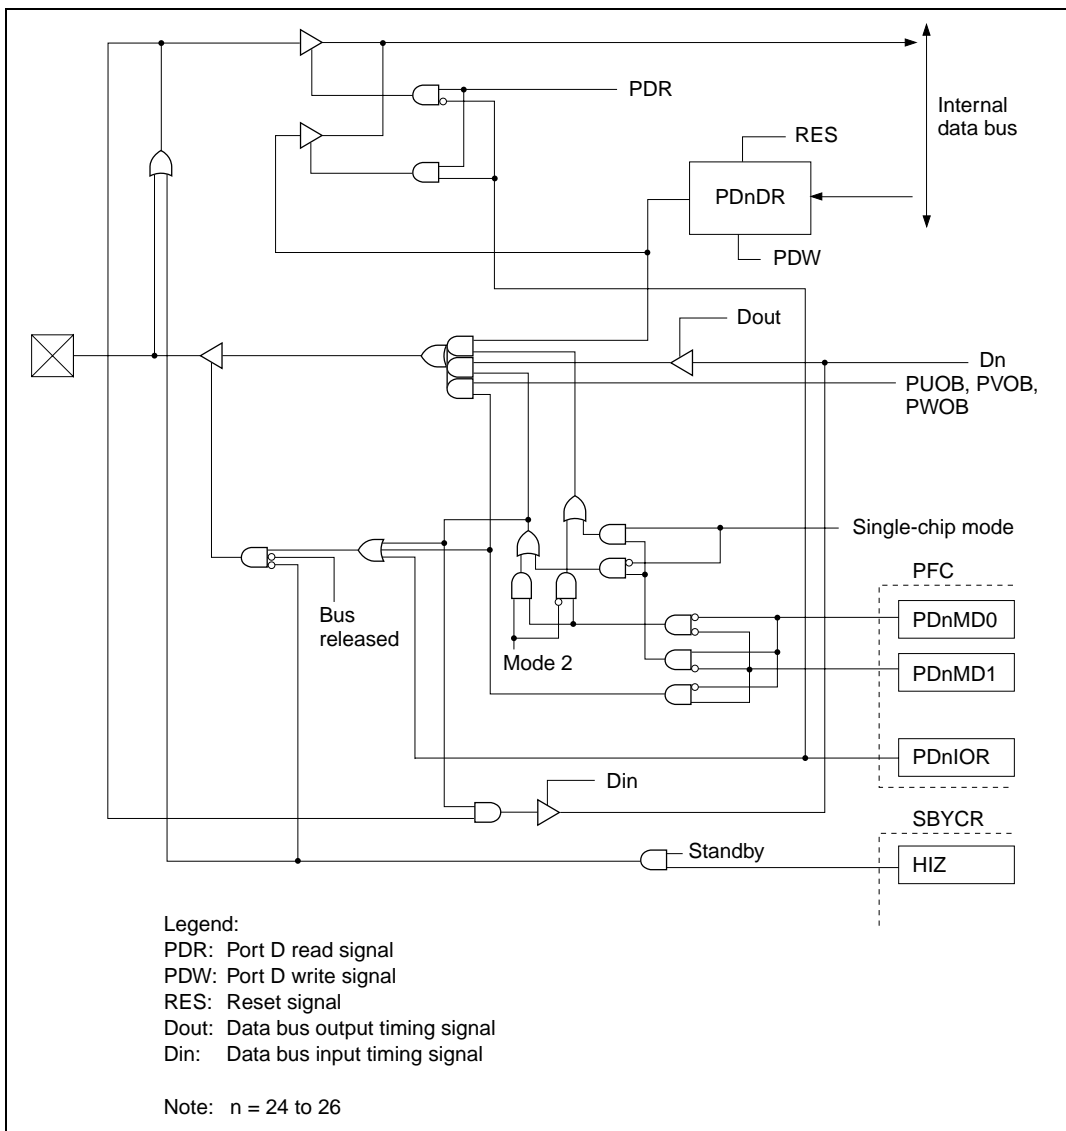 PDR
Internal
data bus
RES
PDnDR
PDW
Dout
Dn
PUOB, PVOB,
PWOB
Single-chip mode
PFC
PDnMD0
Bus
released
Mode 2
PDnMD1
PDnIOR
Din
SBYCR
Standby
HIZ
Legend:
PDR: Port D read signal
PDW: Port D write signal
RES: Reset signal
Dout: Data bus output timing signal
Din: Data bus input timing signal
Note: n = 24 to 26